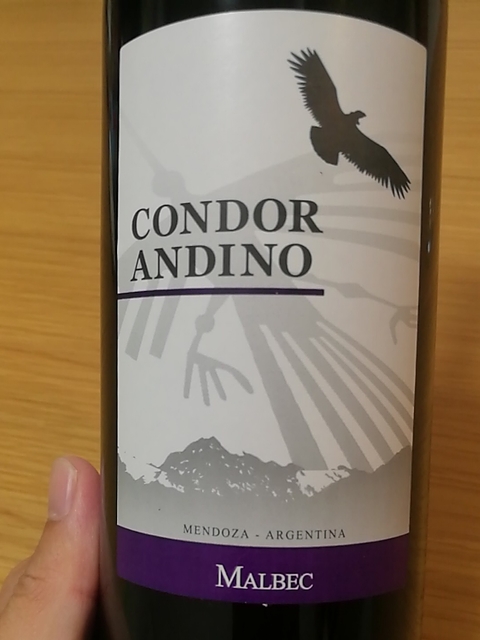 CONDOR
ANDINO
MENDOZA - ARGENTINA
MALBEC